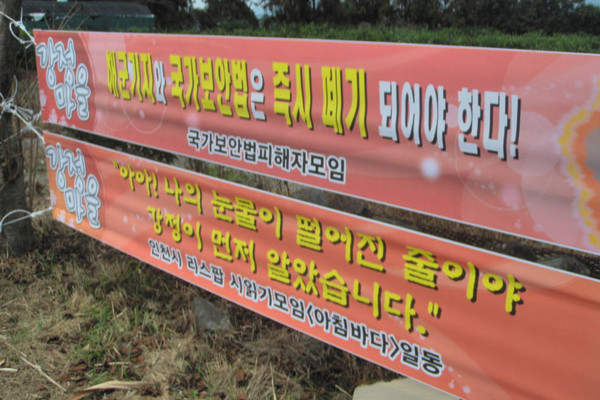 강정
마을
해군기지와 국가보안법은 즉시 폐기 되어야 한다!
국가보안법피해자모임
강정
마을
"아아! 나의 눈물이 떨어진 줄이야
강정이 먼저 알았습니다."
인천시 리스팝 시읽기모임<아침바다>일동